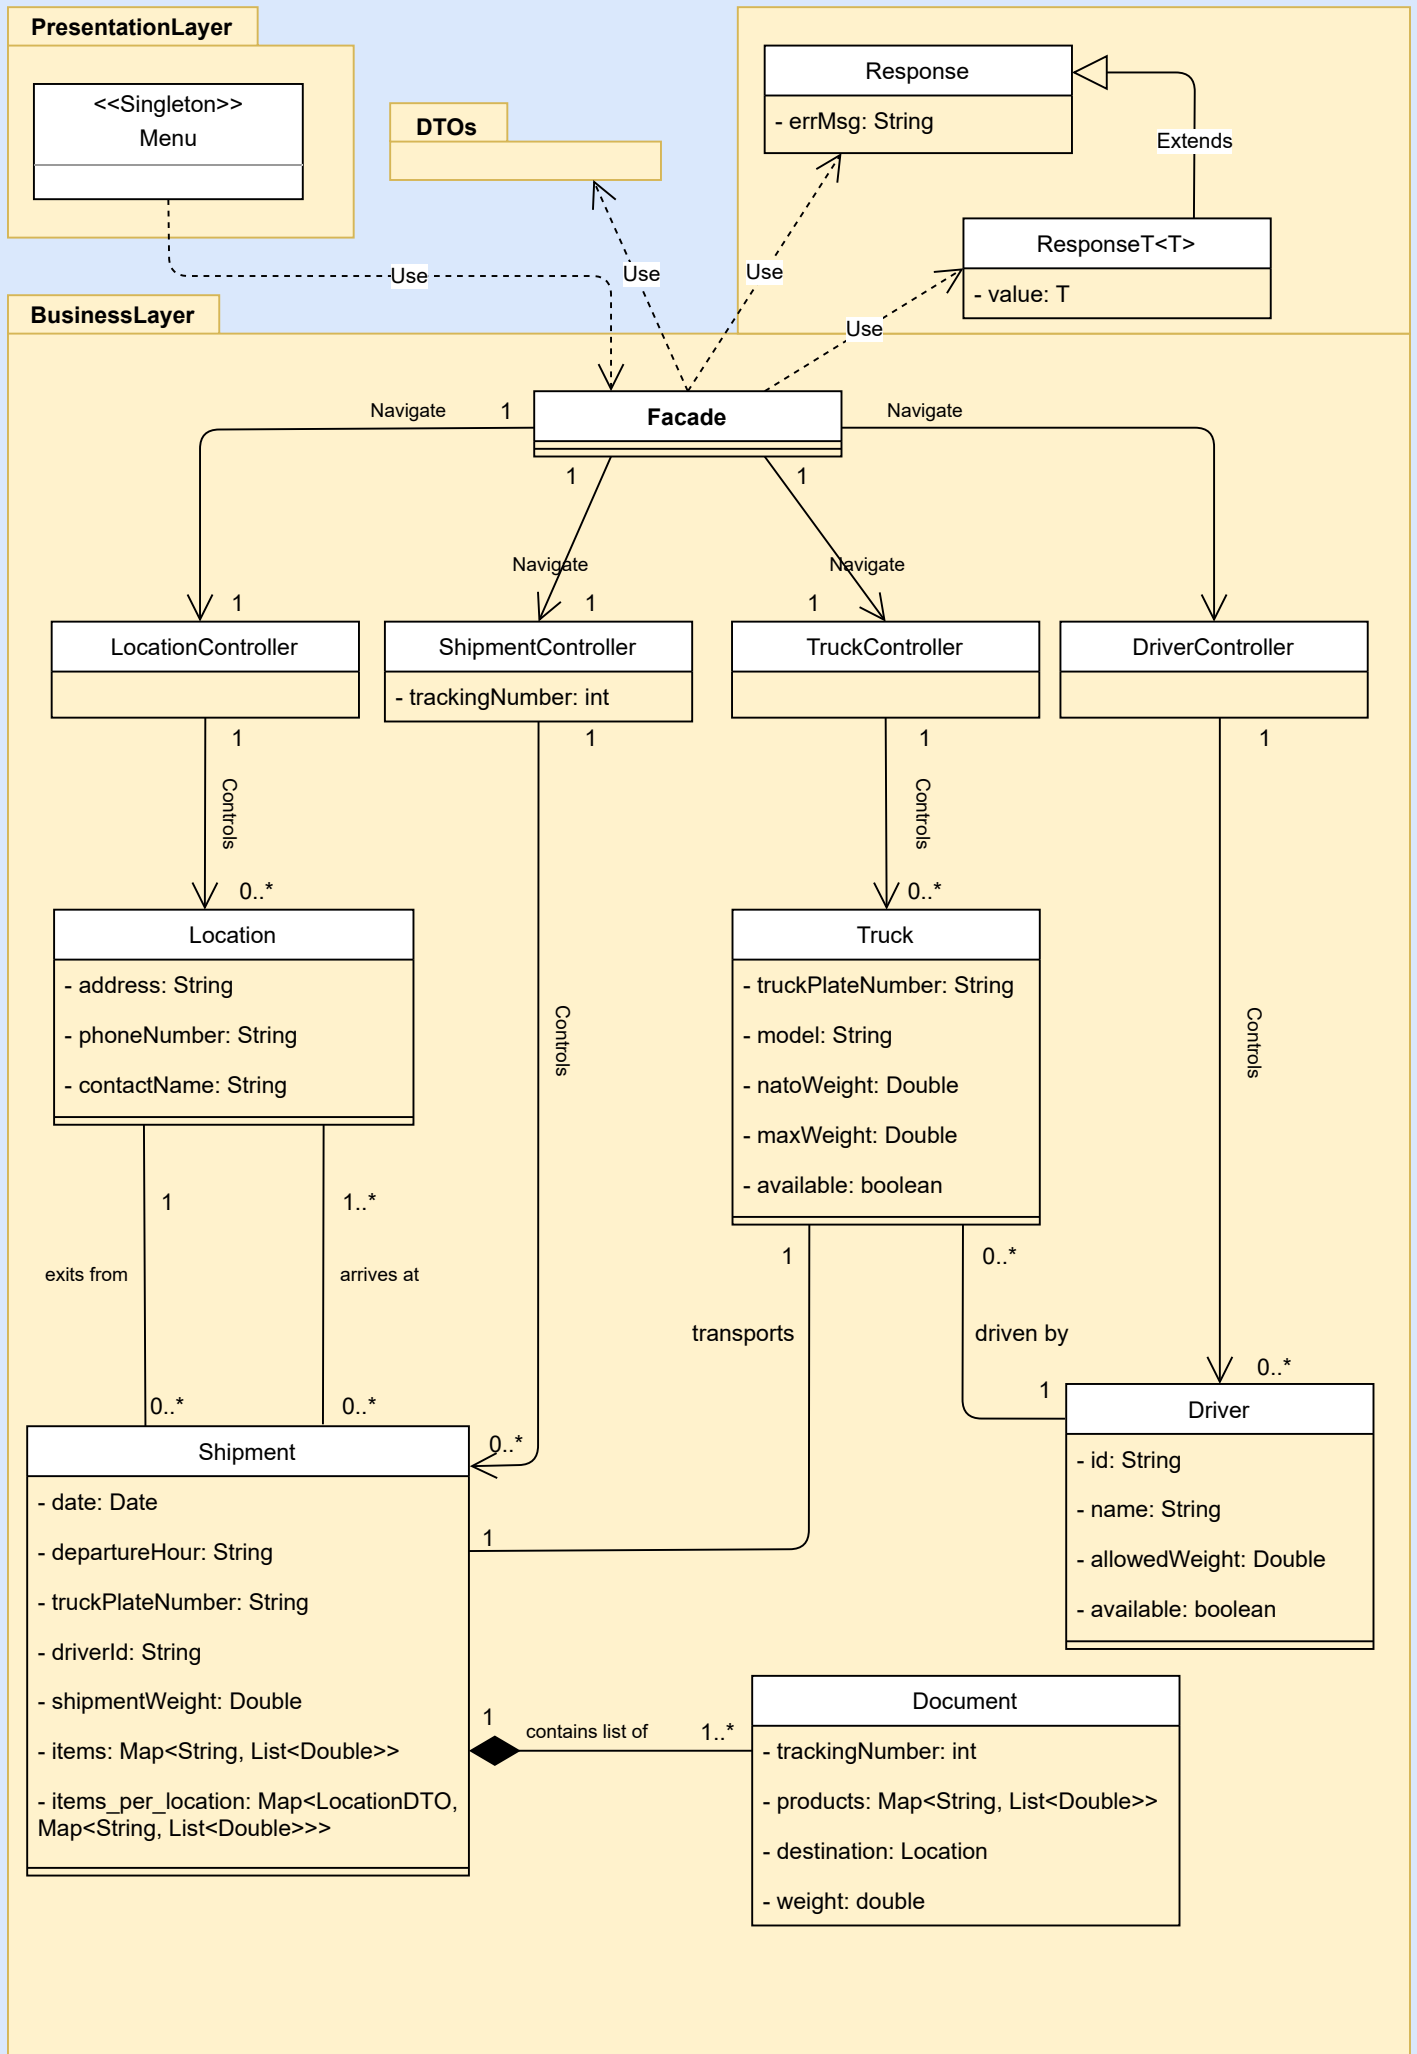 PresentationLayer
<<Singleton>>
Menu
DTOs
Response
- errMsg: String
Extends
ResponseT<T>
- value: T
Use
Use
Use
Use
BusinessLayer
Navigate
1
Facade
Navigate
1
1
Navigate
Navigate
1
1
1
LocationController
ShipmentController
- trackingNumber: int
TruckController
DriverController
1
1
1
1
Controls
Controls
Controls
Controls
0..*
0..*
Location
- address: String
- phoneNumber: String
- contactName: String
Truck
- truckPlateNumber: String
- model: String
- natoWeight: Double
- maxWeight: Double
- available: boolean
1
1..*
exits from
arrives at
0..*
0..*
1
0..*
transports
driven by
1
0..*
0..*
1
Shipment
- date: Date
- departureHour: String
- truckPlateNumber: String
- driverId: String
- shipmentWeight: Double
- items: Map<String, List<Double>>
- items_per_location: Map<LocationDTO,
Map<String, List<Double>>>
Driver
- id: String
- name: String
- allowedWeight: Double
- available: boolean
1
contains list of
1..*
Document
- trackingNumber: int
- products: Map<String, List<Double>>
- destination: Location
- weight: double